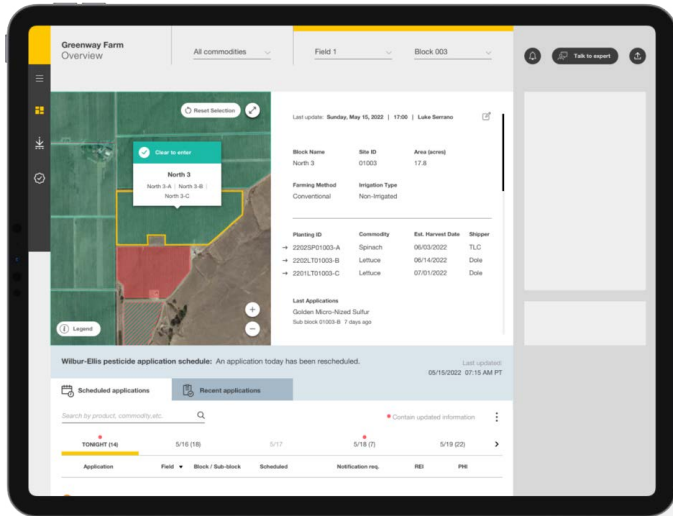 Greenway Farm
Overview
All commodities
Field 1
Block 003
Talk to expert
Reset Selection
Clear to enter
North 3
North 3-A | North 3-B |
North 3-C
Legend
Last update: Sunday, May 15, 2022 | 17:00 | Luke Serrano
Block Name Site ID Area (acres)
North 3 01003 17.8
Farming Method Irrigation Type
Conventional Non-irrigated
Planting ID Commodity Est. Harvest Date Shipper
→ 2202SP01003-A Spinach 06/03/2022 TLC
→ 2202LT01003-B Lettuce 06/14/2022 Dole
→ 2201LT01003-C Lettuce 07/01/2022 Dole
Last Applications
Golden Micro-Nized Sulfur
Sub block 01003-B 7 days ago
Wilbur-Ellis pesticide application schedule: An application today has been rescheduled.
Last updated:
05/15/2022 07:15 AM PT
Scheduled applications
Recent applications
Search by product, commodity,etc.
* Contain updated information
TONIGHT (14) 5/16 (18) 5/17 5/18 (7) 5/19 (22)
Application Field Block / Sub-block Scheduled Notification req. REI PHI